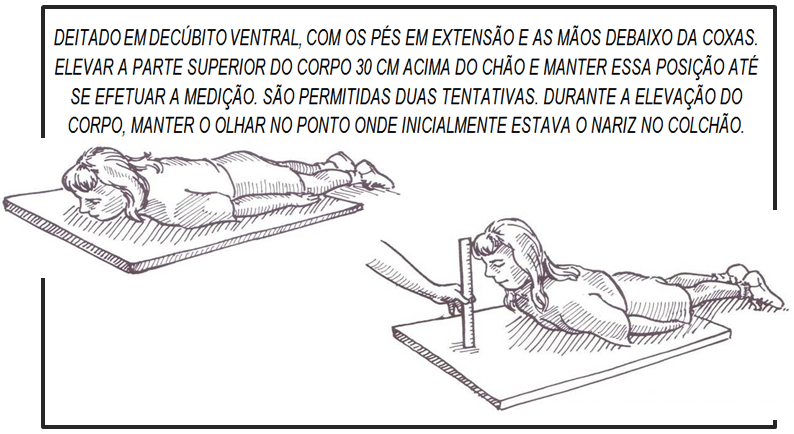 DEITADO EM DECÚBITO VENTRAL, COM OS PÉS EM EXTENSÃO E AS MÃOS DEBAIXO DA COXAS.
ELEVAR A PARTE SUPERIOR DO CORPO 30 CM ACIMA DO CHÃO E MANTER ESSA POSIÇÃO ATÉ
SE EFETUAR A MEDIÇÃO. SÃO PERMITIDAS DUAS TENTATIVAS. DURANTE A ELEVAÇÃO DO
CORPO, MANTER O OLHAR NO PONTO ONDE INICIALMENTE ESTAVA O NARIZ NO COLCHÃO.